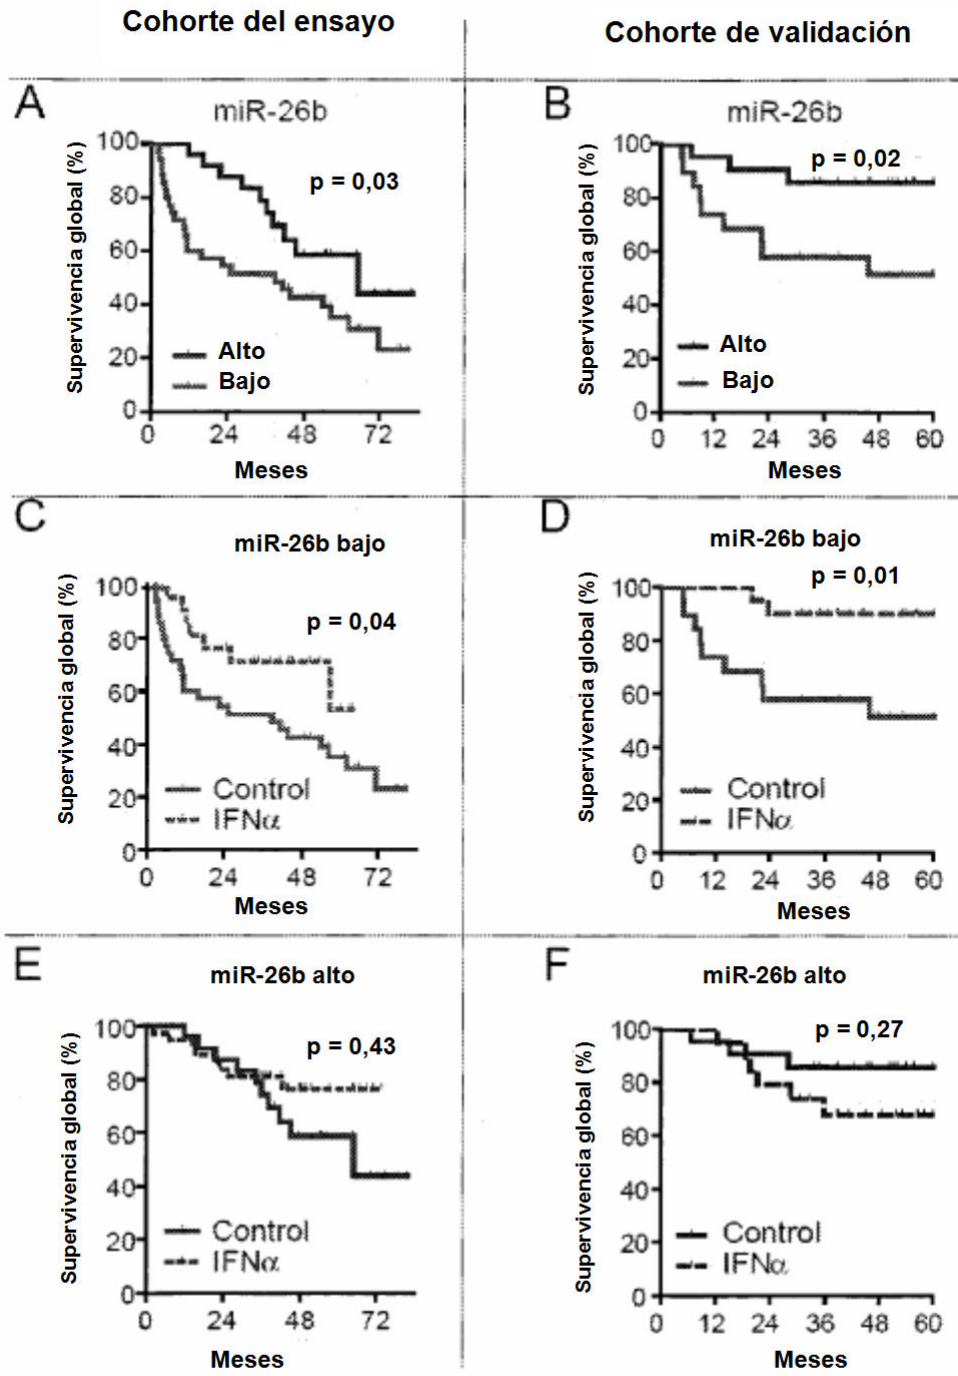 Cohorte del ensayo
Cohorte de validación
A
miR-26b
Supervivencia global (%)
100
80
60
40
20
0
p = 0,03
Alto
Bajo
0 24 48 72
Meses
B
miR-26b
Supervivencia global (%)
100
80
60
40
20
0
p = 0,02
Alto
Bajo
0 12 24 36 48 60
Meses
C
miR-26b bajo
Supervivencia global (%)
100
80
60
40
20
0
p = 0,04
Control
IFNα
0 24 48 72
Meses
D
miR-26b bajo
Supervivencia global (%)
100
80
60
40
20
0
p = 0,01
Control
IFNα
0 12 24 36 48 60
Meses
E
miR-26b alto
Supervivencia global (%)
100
80
60
40
20
0
p = 0,43
Control
IFNα
0 24 48 72
Meses
F
miR-26b alto
Supervivencia global (%)
100
80
60
40
20
0
p = 0,27
Control
IFNα
0 12 24 36 48 60
Meses